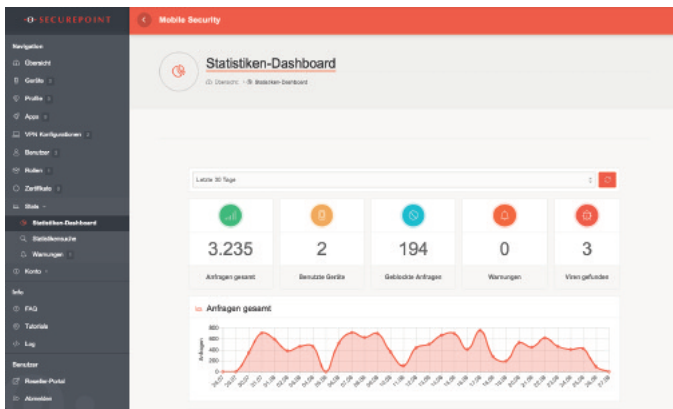 SECUREPOINT
Mobile Security
Navigation
Übersicht
Geräte
Profile
Apps
VPN Konfigurationen
Benutzer
Rollen
Zertifikate
Stats
Statistiken-Dashboard
Statistiksuche
Warnungen
Konto
Info
FAQ
Tutorials
Log
Benutzer
Reseller-Portal
Abmelden
Statistiken-Dashboard
Übersicht Statistiken-Dashboard
Letzte 30 Tage
3.235
Anfragen gesamt
2
Benutzte Geräte
194
Geblockte Anfragen
0
Warnungen
3
Viren gefunden
Anfragen gesamt
Anfragen
800
600
400
200
0